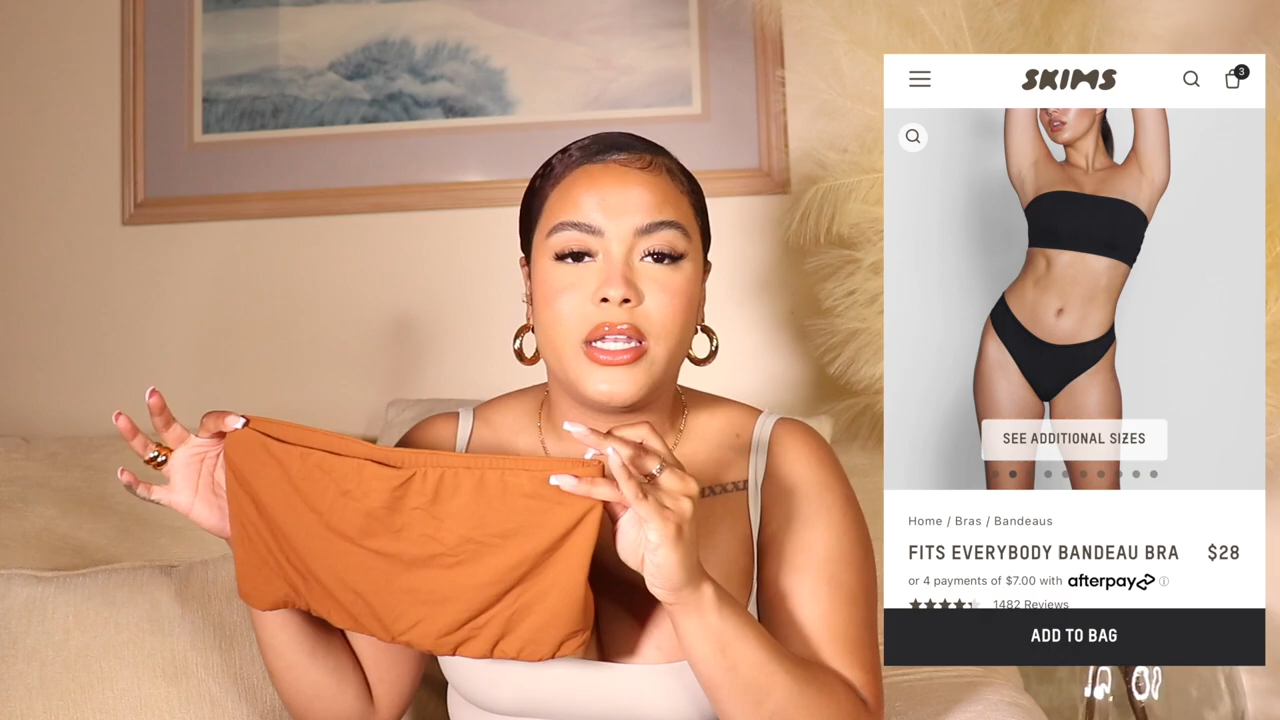 SKIMS
3
SEE ADDITIONAL SIZES
Home / Bras / Bandeaus
FITS EVERYBODY BANDEAU BRA $28
or 4 payments of $7.00 with afterpay
1482 Reviews
ADD TO BAG